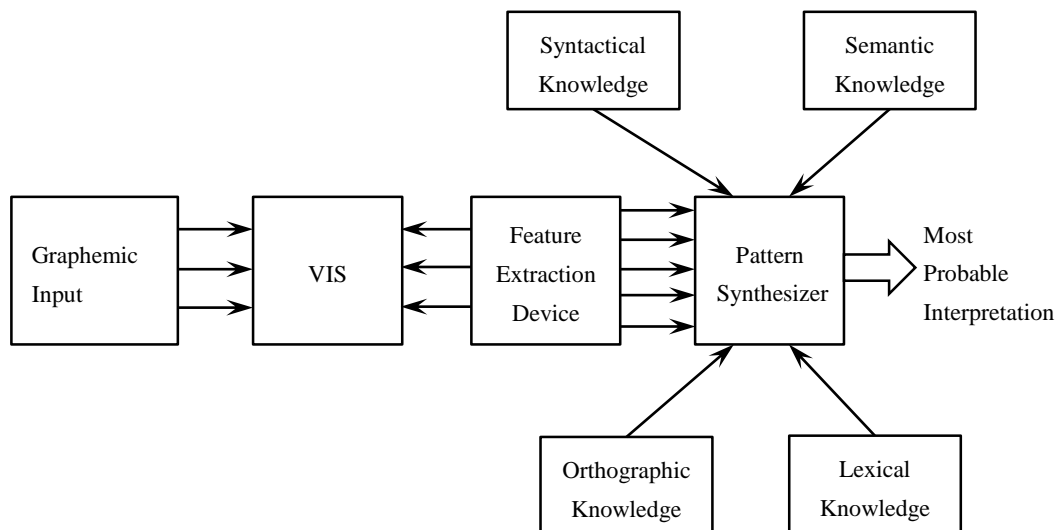 Syntactical
Knowledge
Semantic
Knowledge
Graphemic
Input
VIS
Feature
Extraction
Device
Pattern
Synthesizer
Most
Probable
Interpretation
Orthographic
Knowledge
Lexical
Knowledge